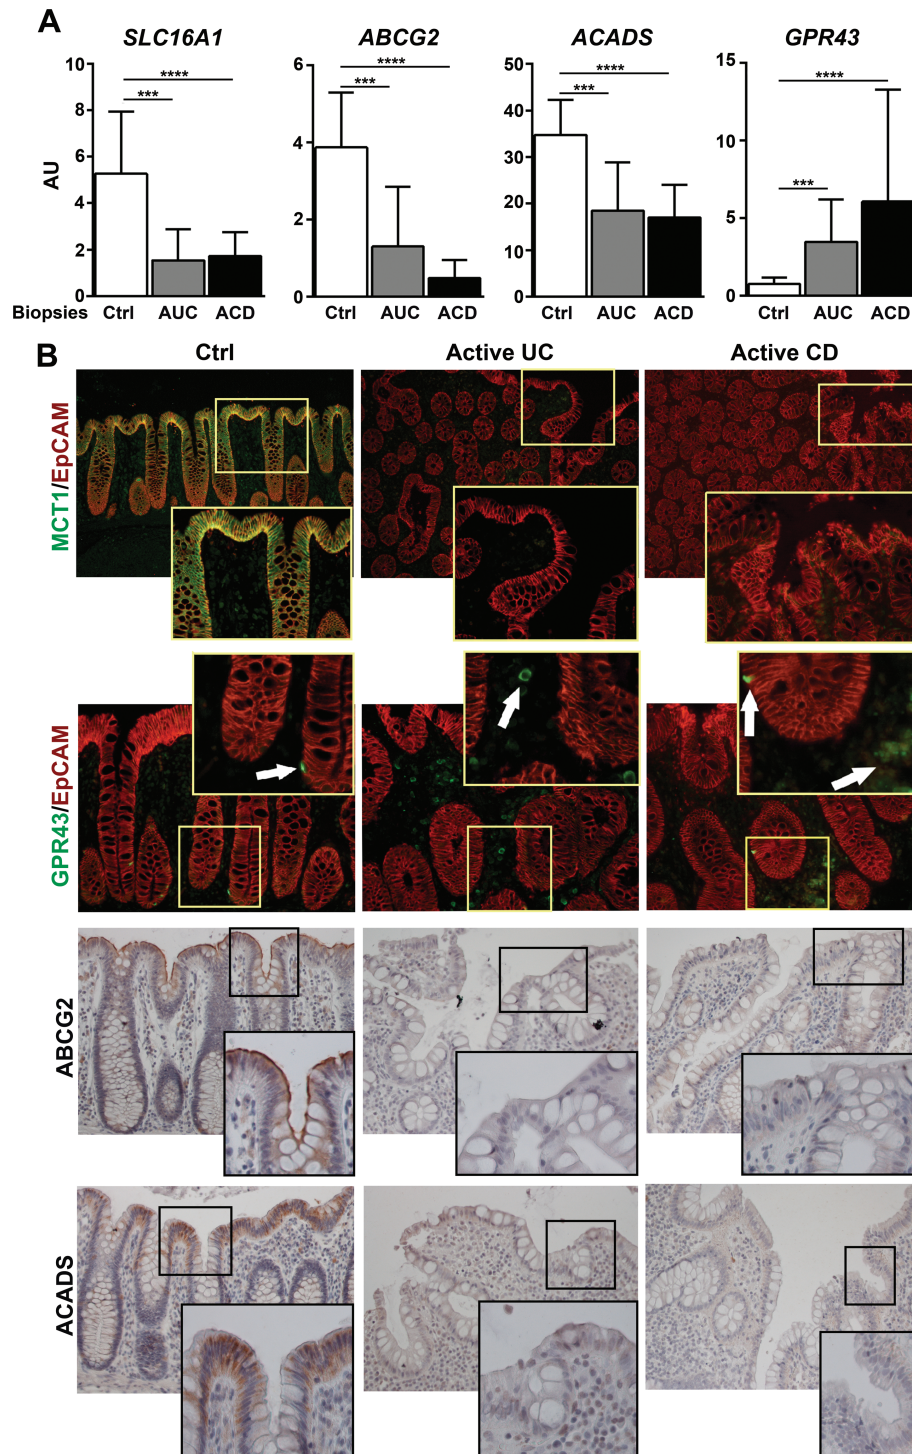 A
SLC16A1 ABCG2 ACADS GPR43
AU
10
8
6
4
2
0
6
4
2
0
50
40
30
20
10
0
15
10
5
0
**** *** **** *** **** *** **** ***
Biopsies Ctrl AUC ACD Ctrl AUC ACD Ctrl AUC ACD Ctrl AUC ACD
B
Ctrl Active UC Active CD
MCT1/EpCAM
GPR43/EpCAM
ABCG2
ACADS